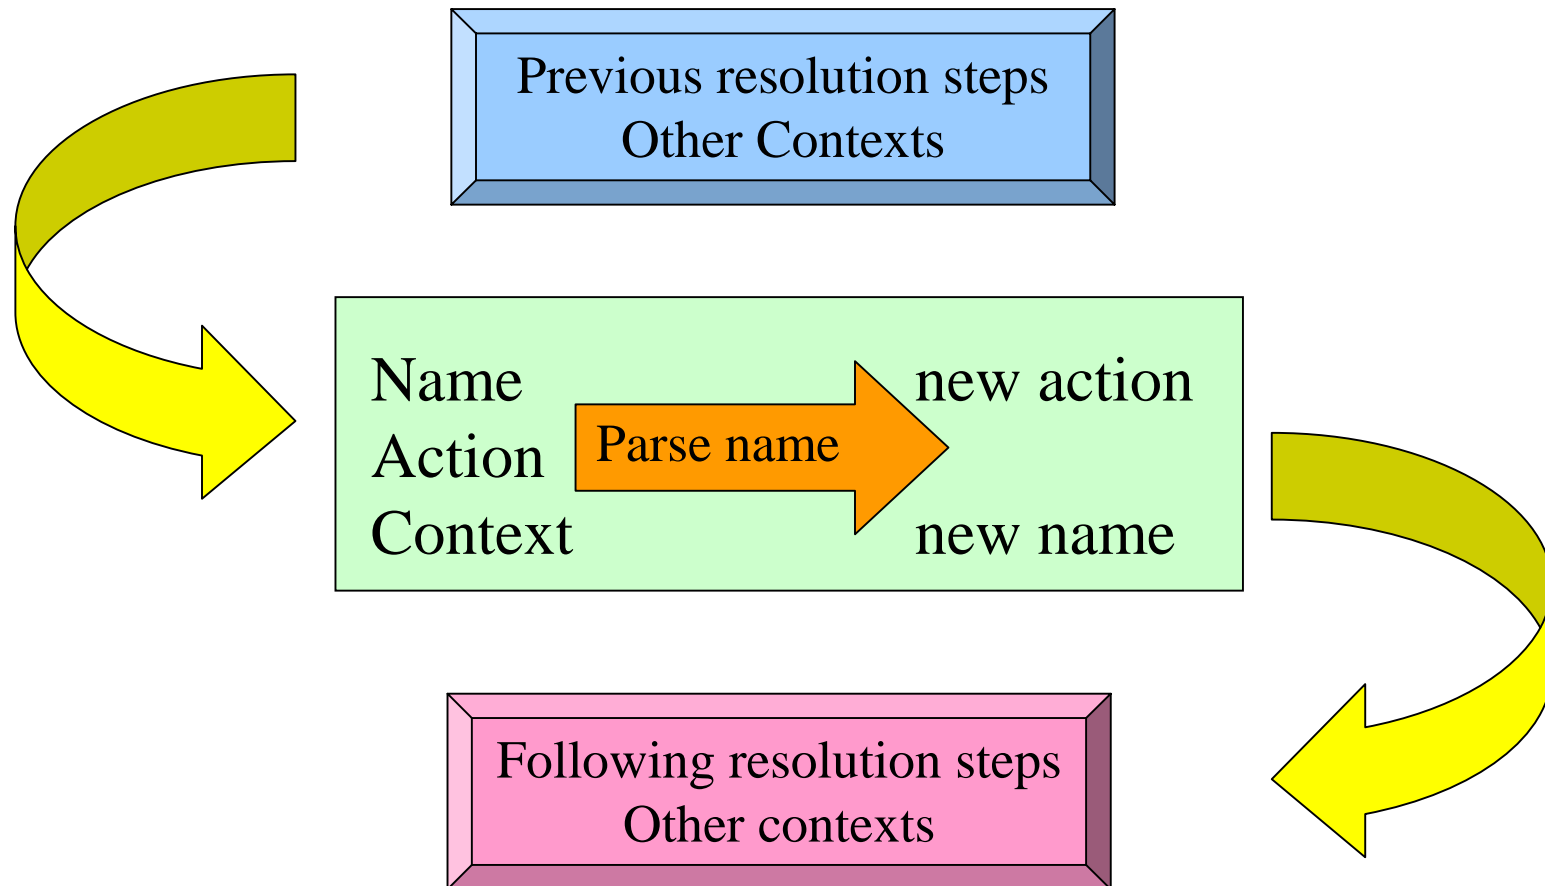 Previous resolution steps
Other Contexts
Name
Action
Context
Parse name
new action
new name
Following resolution steps
Other contexts